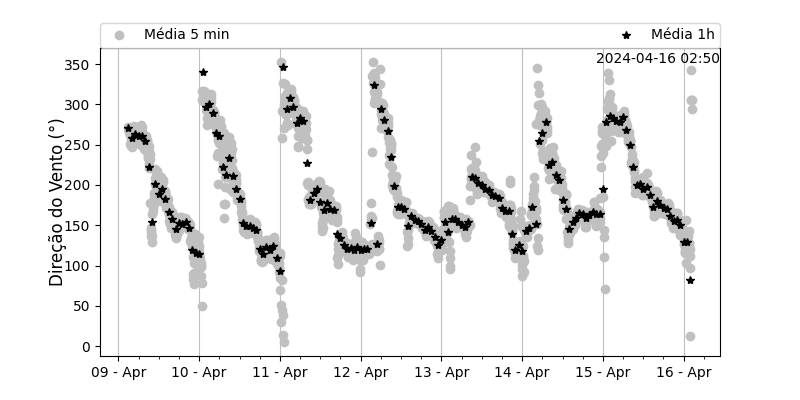 Média 5 min
Média 1h
2024-04-16 02:50
Direção do Vento (°)
350
300
250
200
150
100
50
0
09 - Apr
10 - Apr
11 - Apr
12 - Apr
13 - Apr
14 - Apr
15 - Apr
16 - Apr